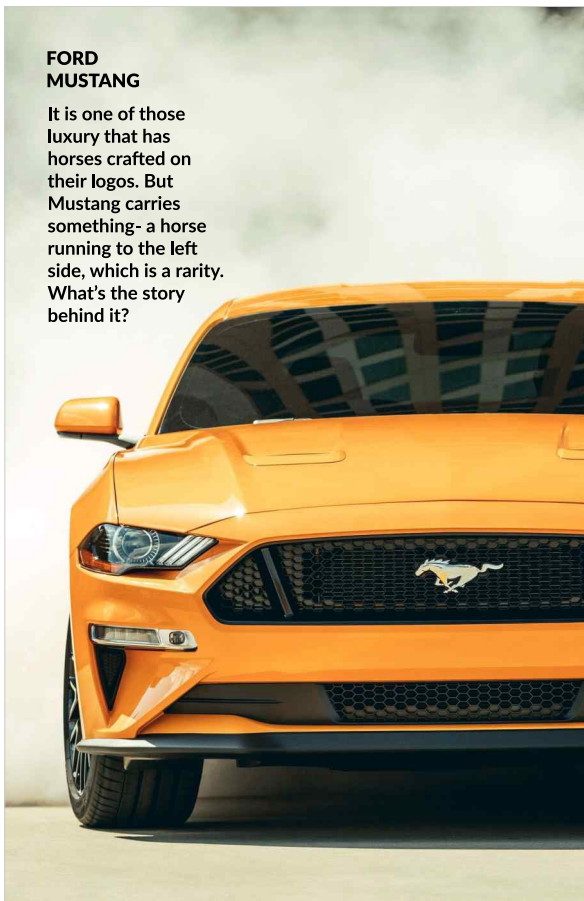 FORD
MUSTANG
It is one of those
luxury that has
horses crafted on
their logos. But
Mustang carries
something- a horse
running to the left
side, which is a rarity.
What's the story
behind it?